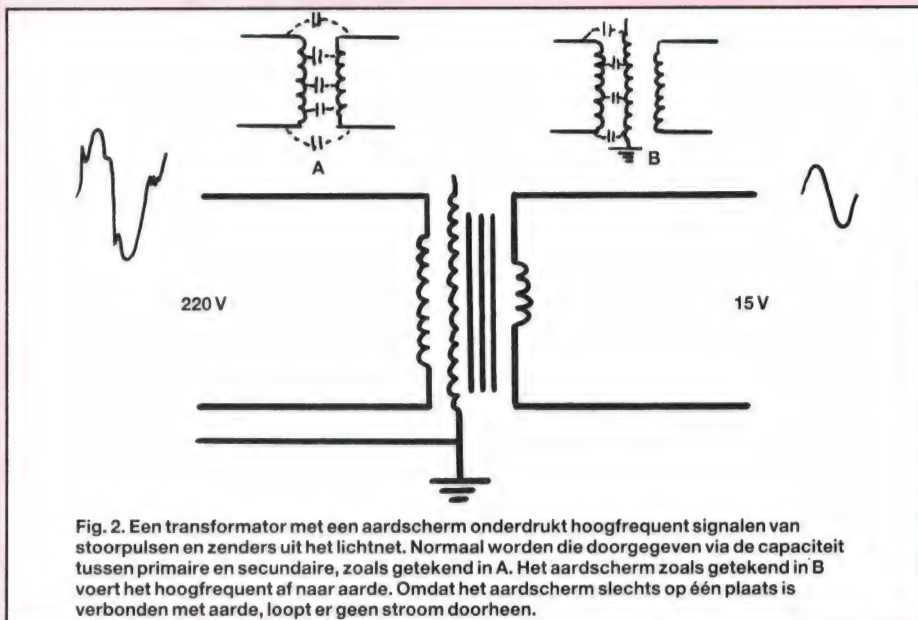 A
B
220 V
15 V
Fig. 2. Een transformator met een aardscherm onderdrukt hoogfrequent signalen van
stoorpulsen en zenders uit het lichtnet. Normaal worden die doorgegeven via de capaciteit
tussen primaire en secundaire, zoals getekend in A. Het aardscherm zoals getekend in B
voert het hoogfrequent af naar aarde. Omdat het aardscherm slechts op één plaats is
verbonden met aarde, loopt er geen stroom doorheen.